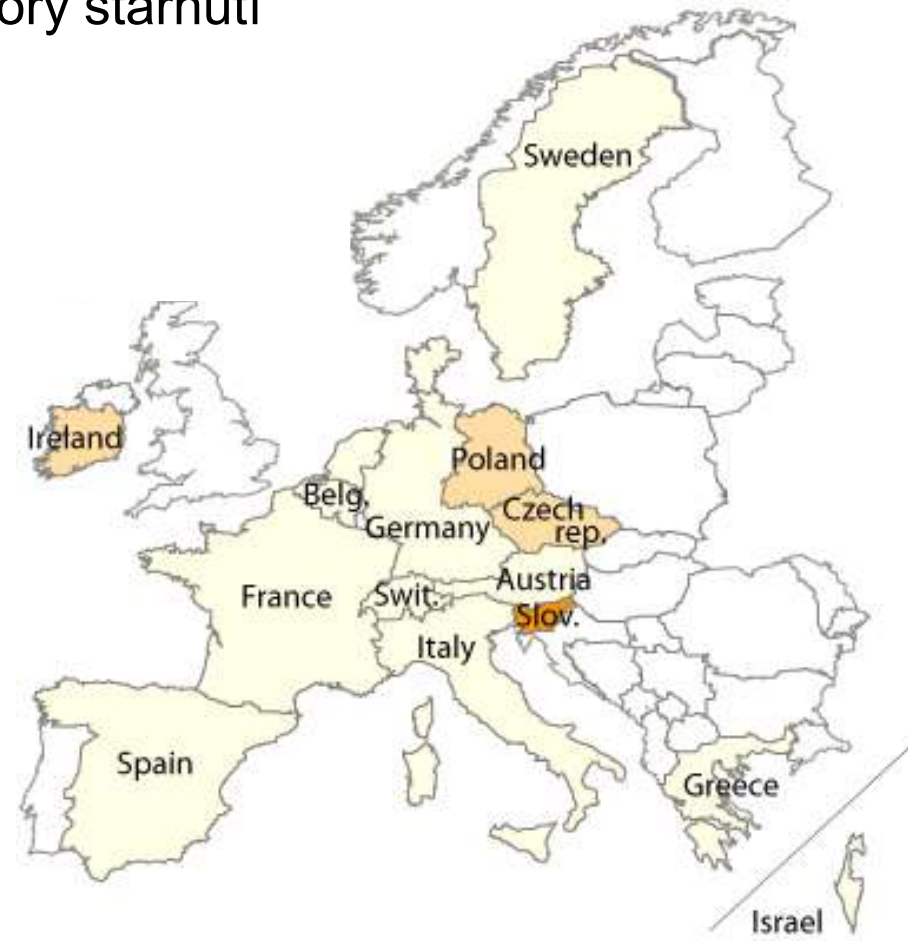 ory stárnutí
Sweden
Ireland
Poland
Belg.
Czech
rep.
Germany
Austria
France
Swit.
Slov.
Italy
Spain
Greece
Israel